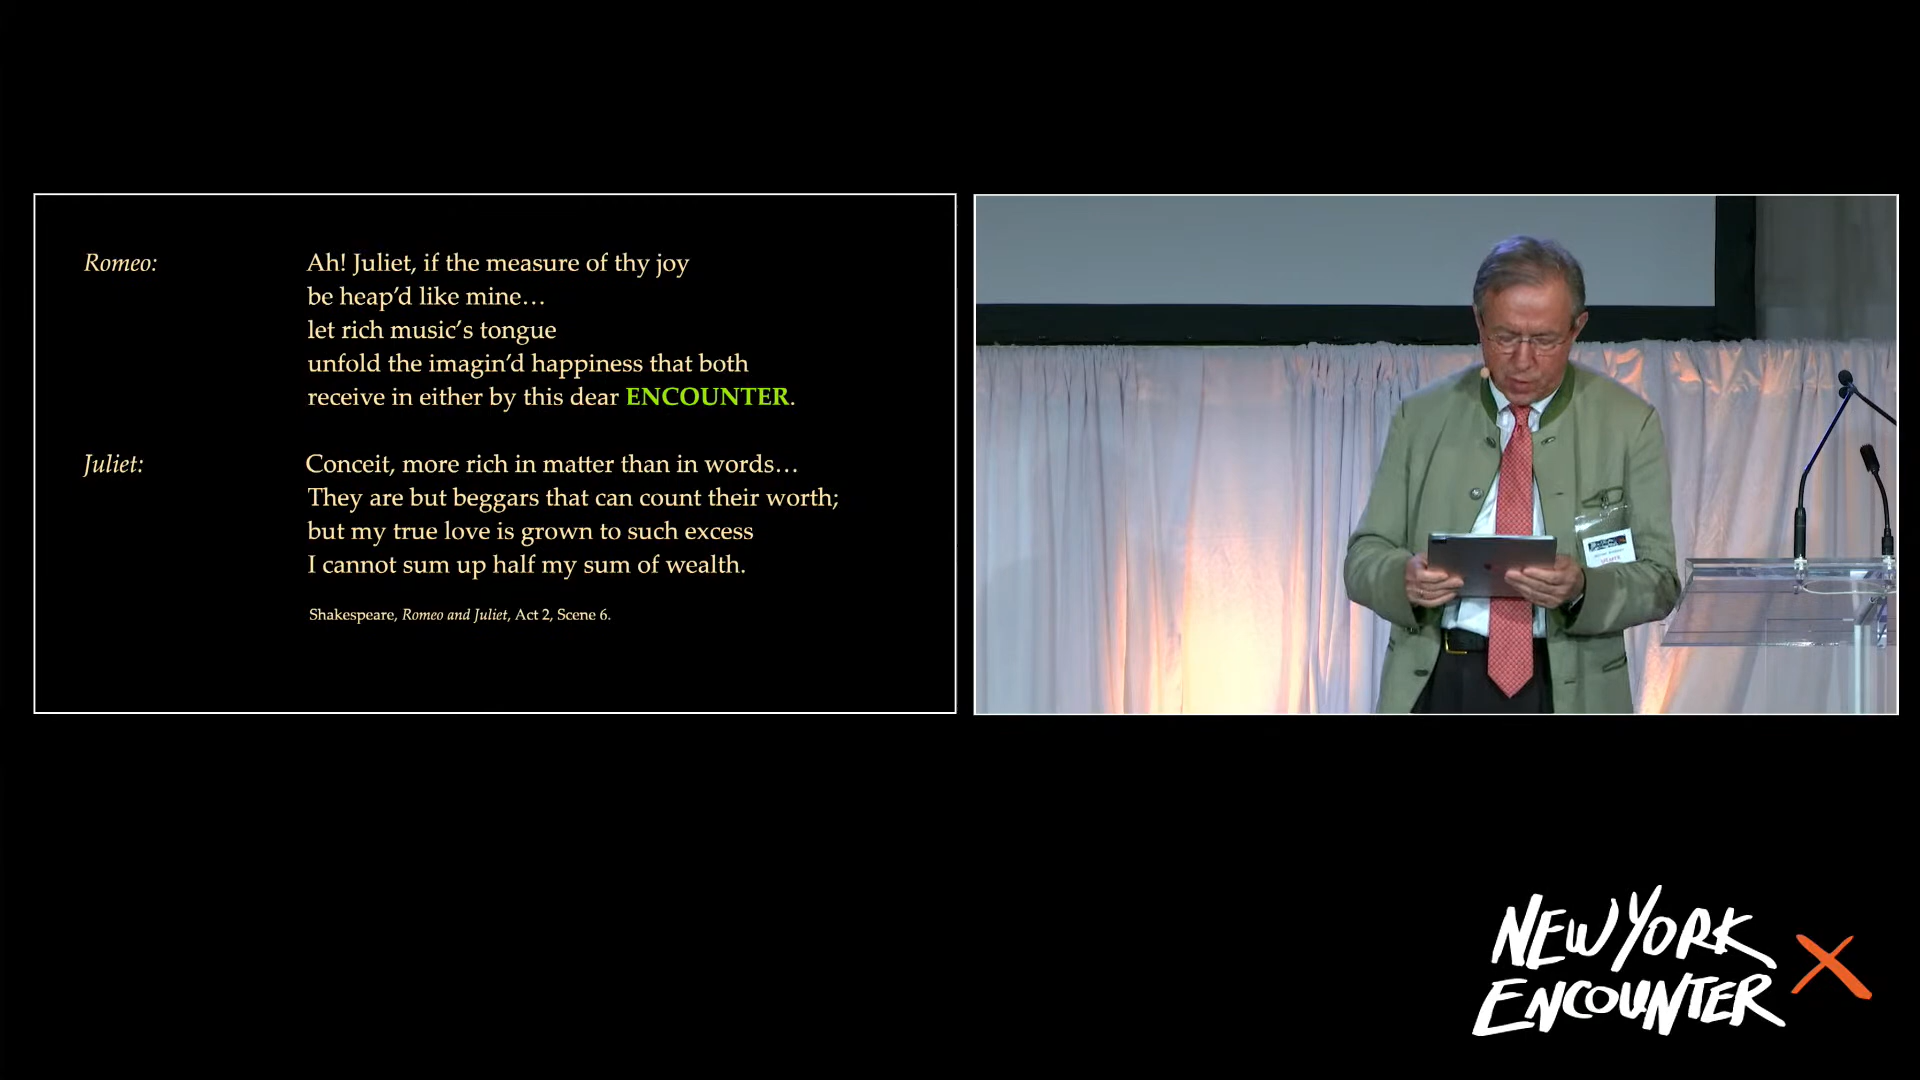 Romeo:
Ah! Juliet, if the measure of thy joy
be heap’d like mine…
let rich music’s tongue
unfold the imagin’d happiness that both
receive in either by this dear ENCOUNTER.
Juliet:
Conceit, more rich in matter than in words…
They are but beggars that can count their worth;
but my true love is grown to such excess
I cannot sum up half my sum of wealth.
Shakespeare, Romeo and Juliet, Act 2, Scene 6.
NEW YORK
ENCOUNTER